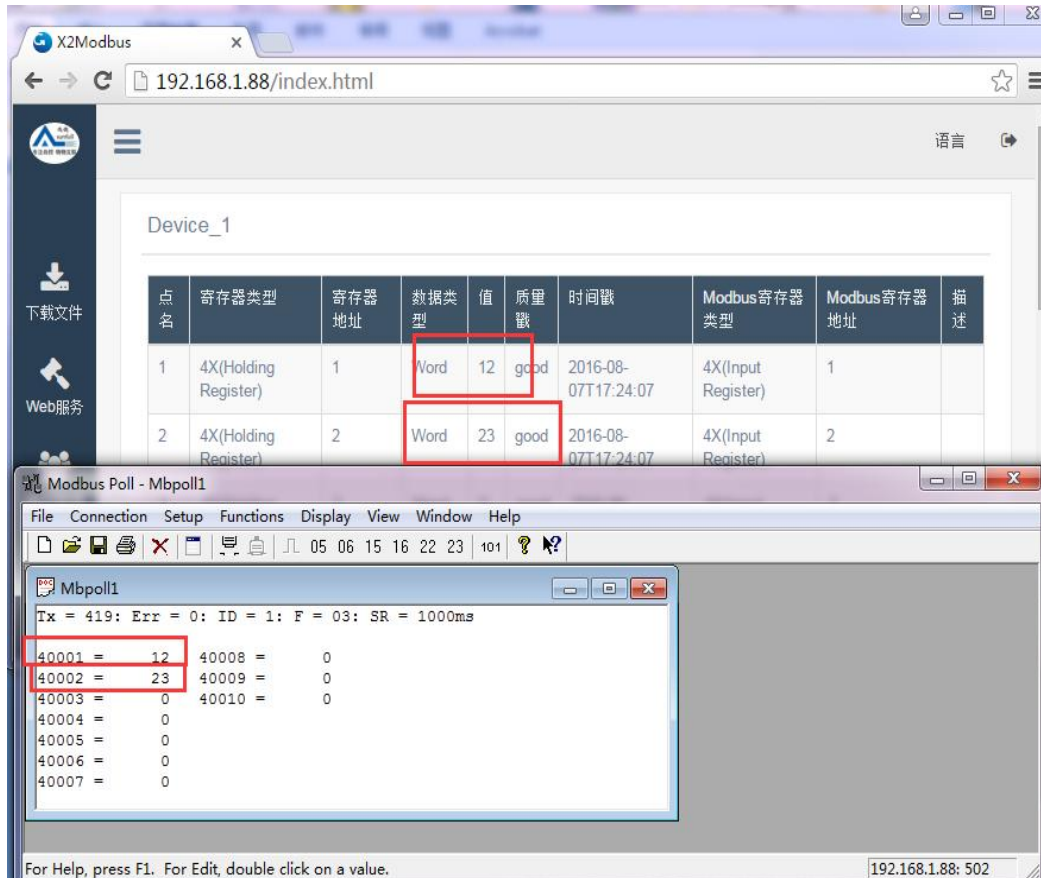 X2Modbus
192.168.1.88/index.html
语言
Device_1
下载文件
Web服务
点名 寄存器类型 寄存器地址 数据类型 值 质量戳 时间戳 Modbus寄存器类型 Modbus寄存器地址 描述
1 4X(Holding Register) 1 Word 12 good 2016-08-07T17:24:07 4X(Input Register) 1
2 4X(Holding Register) 2 Word 23 good 2016-08-07T17:24:07 4X(Input Register) 2
Modbus Poll - Mbpoll1
File Connection Setup Functions Display View Window Help
05 06 15 16 22 23 101
Mbpoll1
Tx = 419: Err = 0: ID = 1: F = 03: SR = 1000ms
40001 = 12 40008 = 0
40002 = 23 40009 = 0
40003 = 0 40010 = 0
40004 = 0
40005 = 0
40006 = 0
40007 = 0
For Help, press F1. For Edit, double click on a value.
192.168.1.88: 502